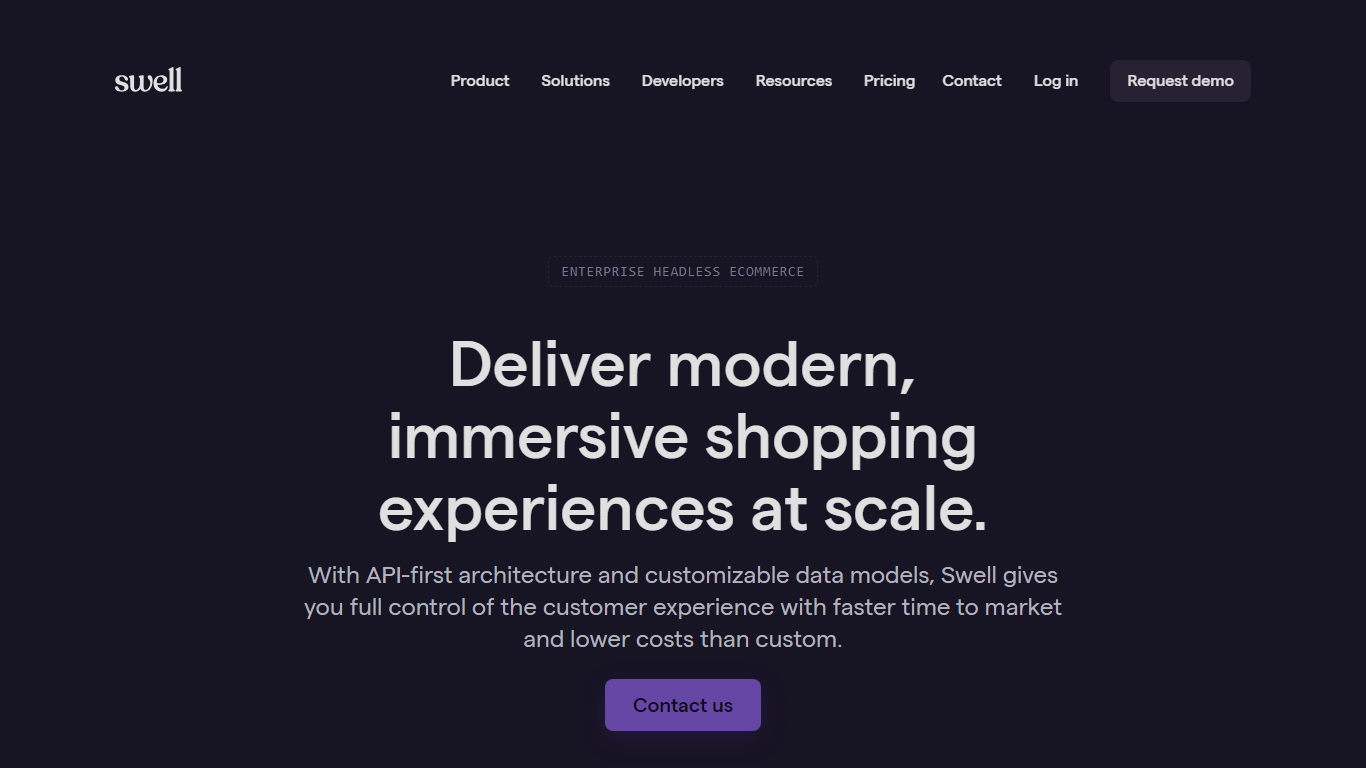 swell
Product Solutions Developers Resources Pricing Contact Log in Request demo
ENTERPRISE HEADLESS ECOMMERCE
Deliver modern,
immersive shopping
experiences at scale.
With API-first architecture and customizable data models, Swell gives
you full control of the customer experience with faster time to market
and lower costs than custom.
Contact us